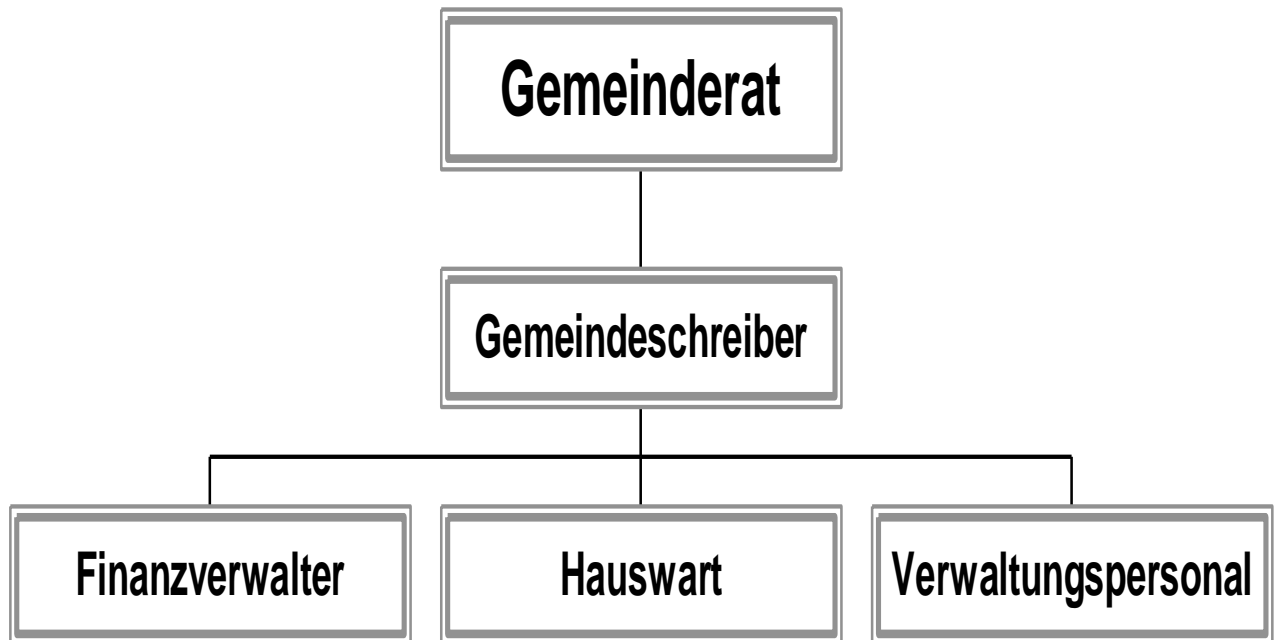 Gemeinderat
Gemeindeschreiber
Finanzverwalter
Hauswart
Verwaltungspersonal